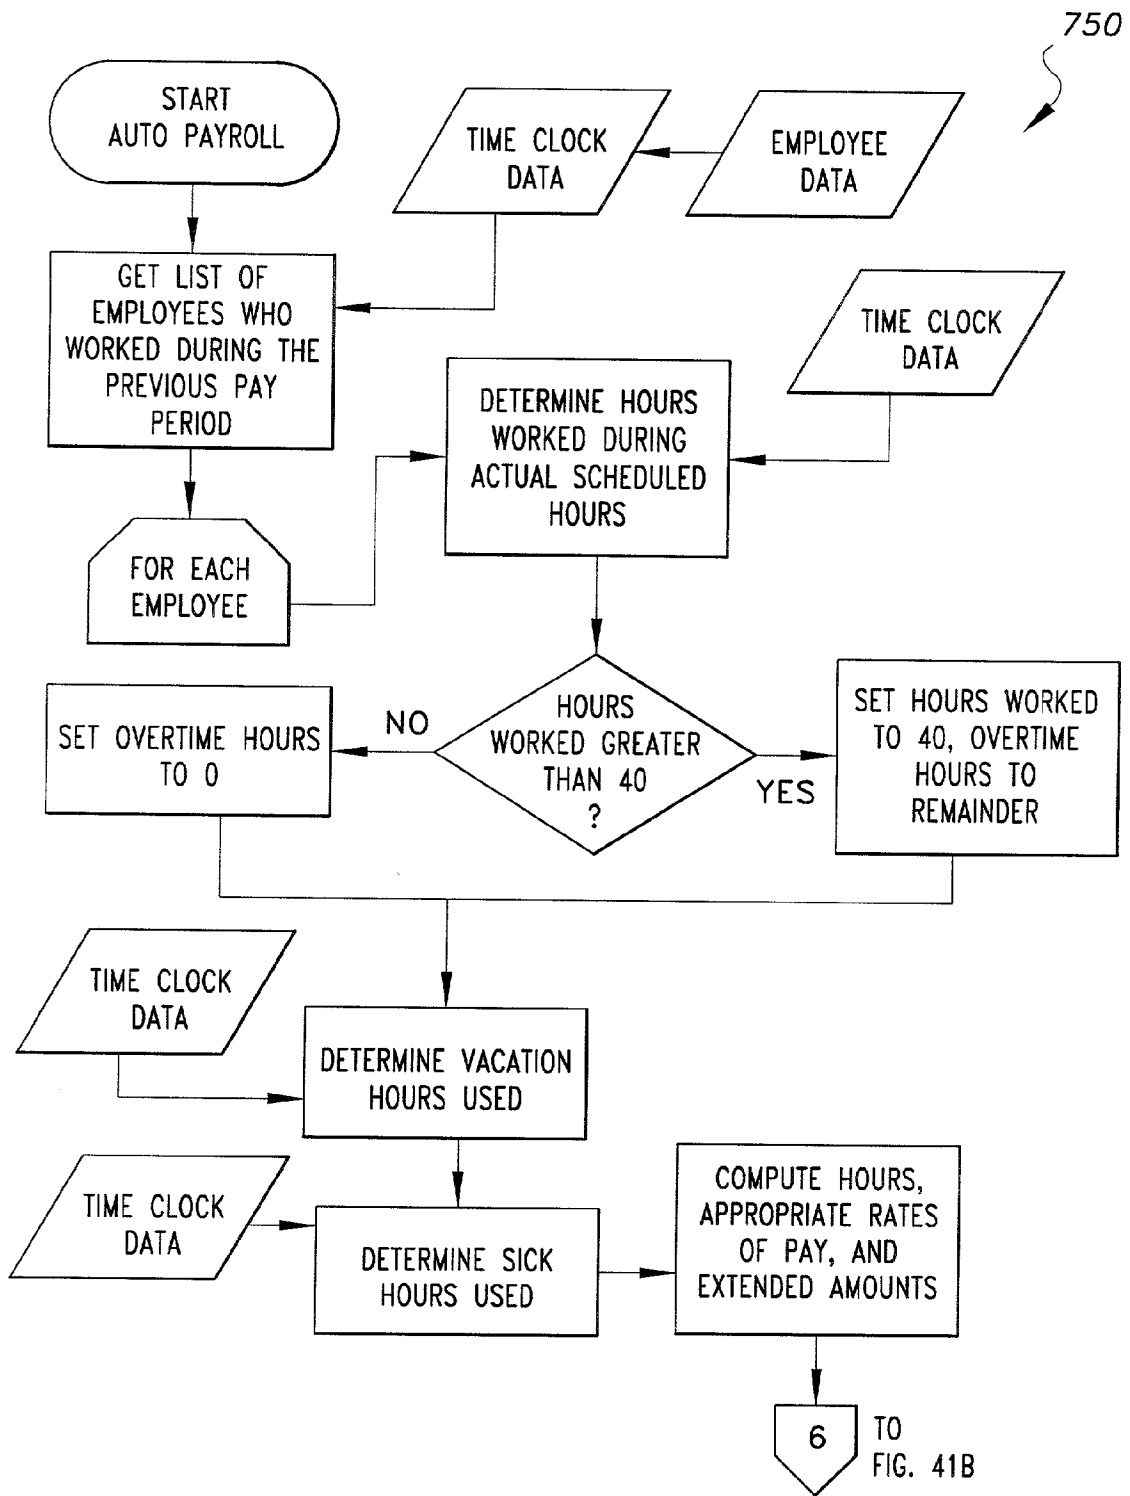 750
START
AUTO PAYROLL
TIME CLOCK
DATA
EMPLOYEE
DATA
GET LIST OF
EMPLOYEES WHO
WORKED DURING THE
PREVIOUS PAY
PERIOD
TIME CLOCK
DATA
DETERMINE HOURS
WORKED DURING
ACTUAL SCHEDULED
HOURS
FOR EACH
EMPLOYEE
HOURS
WORKED GREATER
THAN 40
?
NO
YES
SET OVERTIME HOURS
TO 0
SET HOURS WORKED
TO 40, OVERTIME
HOURS TO
REMAINDER
TIME CLOCK
DATA
DETERMINE VACATION
HOURS USED
TIME CLOCK
DATA
DETERMINE SICK
HOURS USED
COMPUTE HOURS,
APPROPRIATE RATES
OF PAY, AND
EXTENDED AMOUNTS
6
TO
FIG. 41B